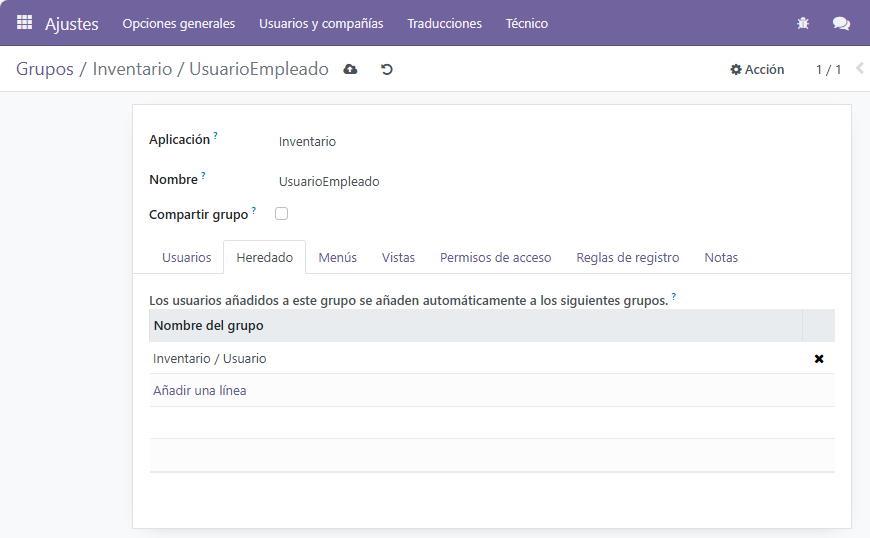 Ajustes Opciones generales Usuarios y compañías Traducciones Técnico
Grupos / Inventario / UsuarioEmpleado Acción 1 / 1
Aplicación ? Inventario
Nombre ? UsuarioEmpleado
Compartir grupo ?
Usuarios Heredado Menús Vistas Permisos de acceso Reglas de registro Notas
Los usuarios añadidos a este grupo se añaden automáticamente a los siguientes grupos. ?
Nombre del grupo
Inventario / Usuario
Añadir una línea